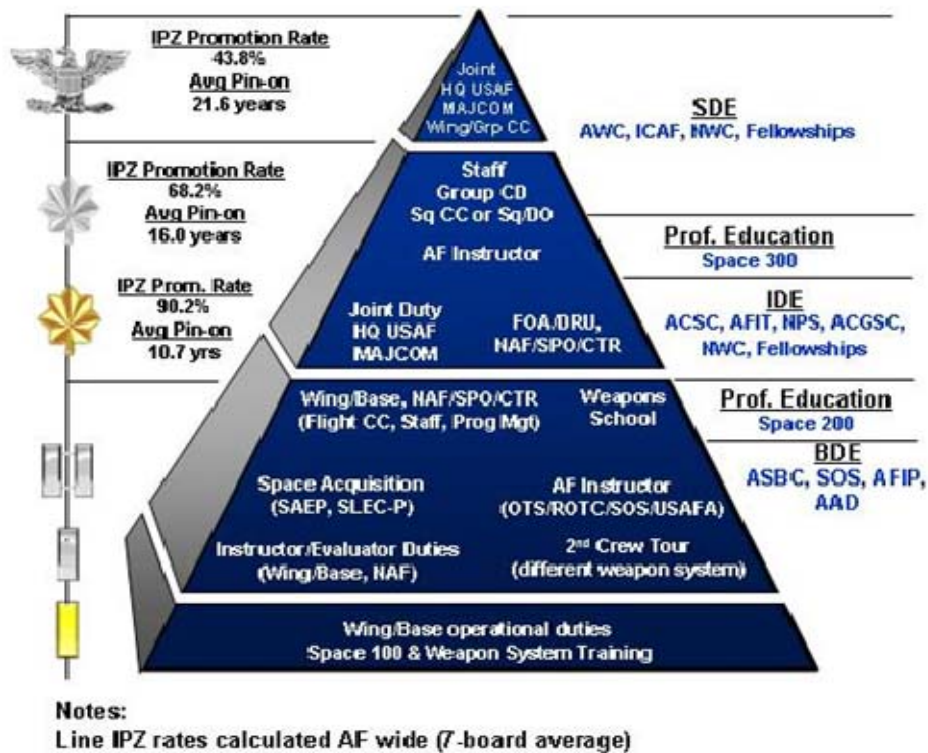 IPZ Promotion Rate
43.8%
Avg Pin-on
21.6 years
IPZ Promotion Rate
68.2%
Avg Pin-on
16.0 years
IPZ Prom. Rate
90.2%
Avg Pin-on
10.7 yrs
Joint
HQ USAF
MAJCOM
Wing/Grp CC
Staff
Group CD
Sq CC or Sq/DO
AF Instructor
Joint Duty
HQ USAF
MAJCOM
FOA/DRU,
NAF/SPO/CTR
Wing/Base, NAF/SPO/CTR
(Flight CC, Staff, Prog Mgt)
Weapons
School
Space Acquisition
(SAEP, SLEC-P)
AF Instructor
(OTS/ROTC/SOS/USAFA)
Instructor/Evaluator Duties
(Wing/Base, NAF)
2nd Crew Tour
(different weapon system)
Wing/Base operational duties
Space 100 & Weapon System Training
SDE
AWC, ICAF, NWC, Fellowships
Prof. Education
Space 300
IDE
ACSC, AFIT, NPS, ACGSC,
NWC, Fellowships
Prof. Education
Space 200
BDE
ASBC, SOS, AFIP,
AAD
Notes:
Line IPZ rates calculated AF wide (7-board average)